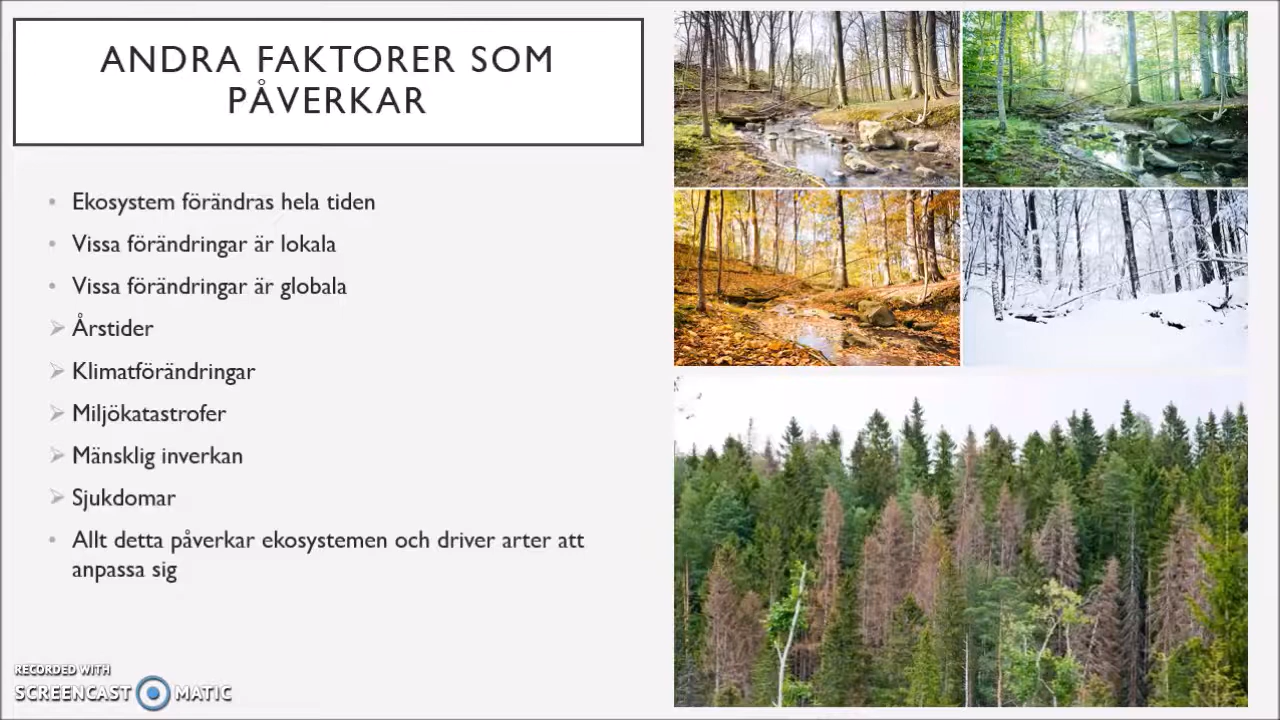 ANDRA FAKTORER SOM
PÅVERKAR
• Ekosystem förändras hela tiden
• Vissa förändringar är lokala
• Vissa förändringar är globala
➢ Årstider
➢ Klimatförändringar
➢ Miljökatastrofer
➢ Mänsklig inverkan
➢ Sjukdomar
• Allt detta påverkar ekosystemen och driver arter att
anpassa sig
RECORDED WITH
SCREENCAST MATIC